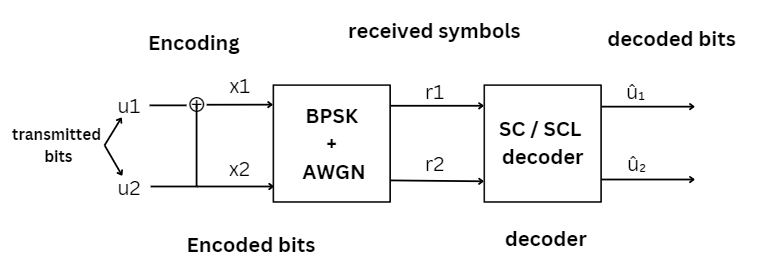 Encoding
received symbols
decoded bits
transmitted
bits
u1
u2
x1
x2
BPSK
+
AWGN
r1
r2
SC / SCL
decoder
û₁
û₂
Encoded bits
decoder